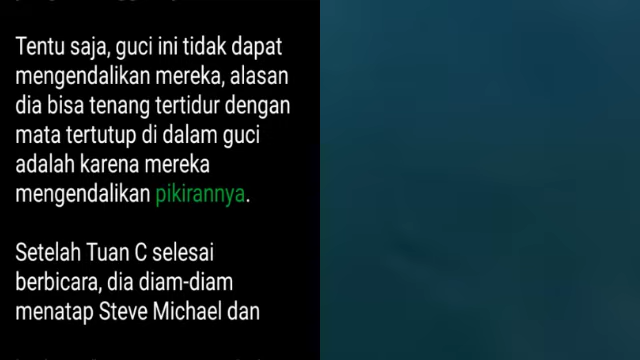 Tentu saja, guci ini tidak dapat
mengendalikan mereka, alasan
dia bisa tenang tertidur dengan
mata tertutup di dalam guci
adalah karena mereka
mengendalikan pikirannya.
Setelah Tuan C selesai
berbicara, dia diam-diam
menatap Steve Michael dan